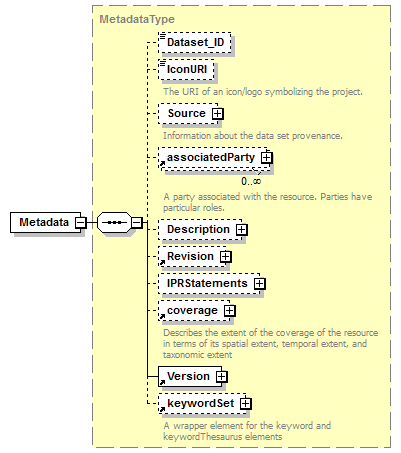 MetadataType
Dataset_ID
IconURI
The URI of an icon/logo symbolizing the project.
Source
Information about the data set provenance.
associatedParty
0..∞
A party associated with the resource. Parties have
particular roles.
Metadata
Description
Revision
IPRStatements
coverage
Describes the extent of the coverage of the resource
in terms of its spatial extent, temporal extent, and
taxonomic extent
Version
keywordSet
A wrapper element for the keyword and
keywordThesaurus elements